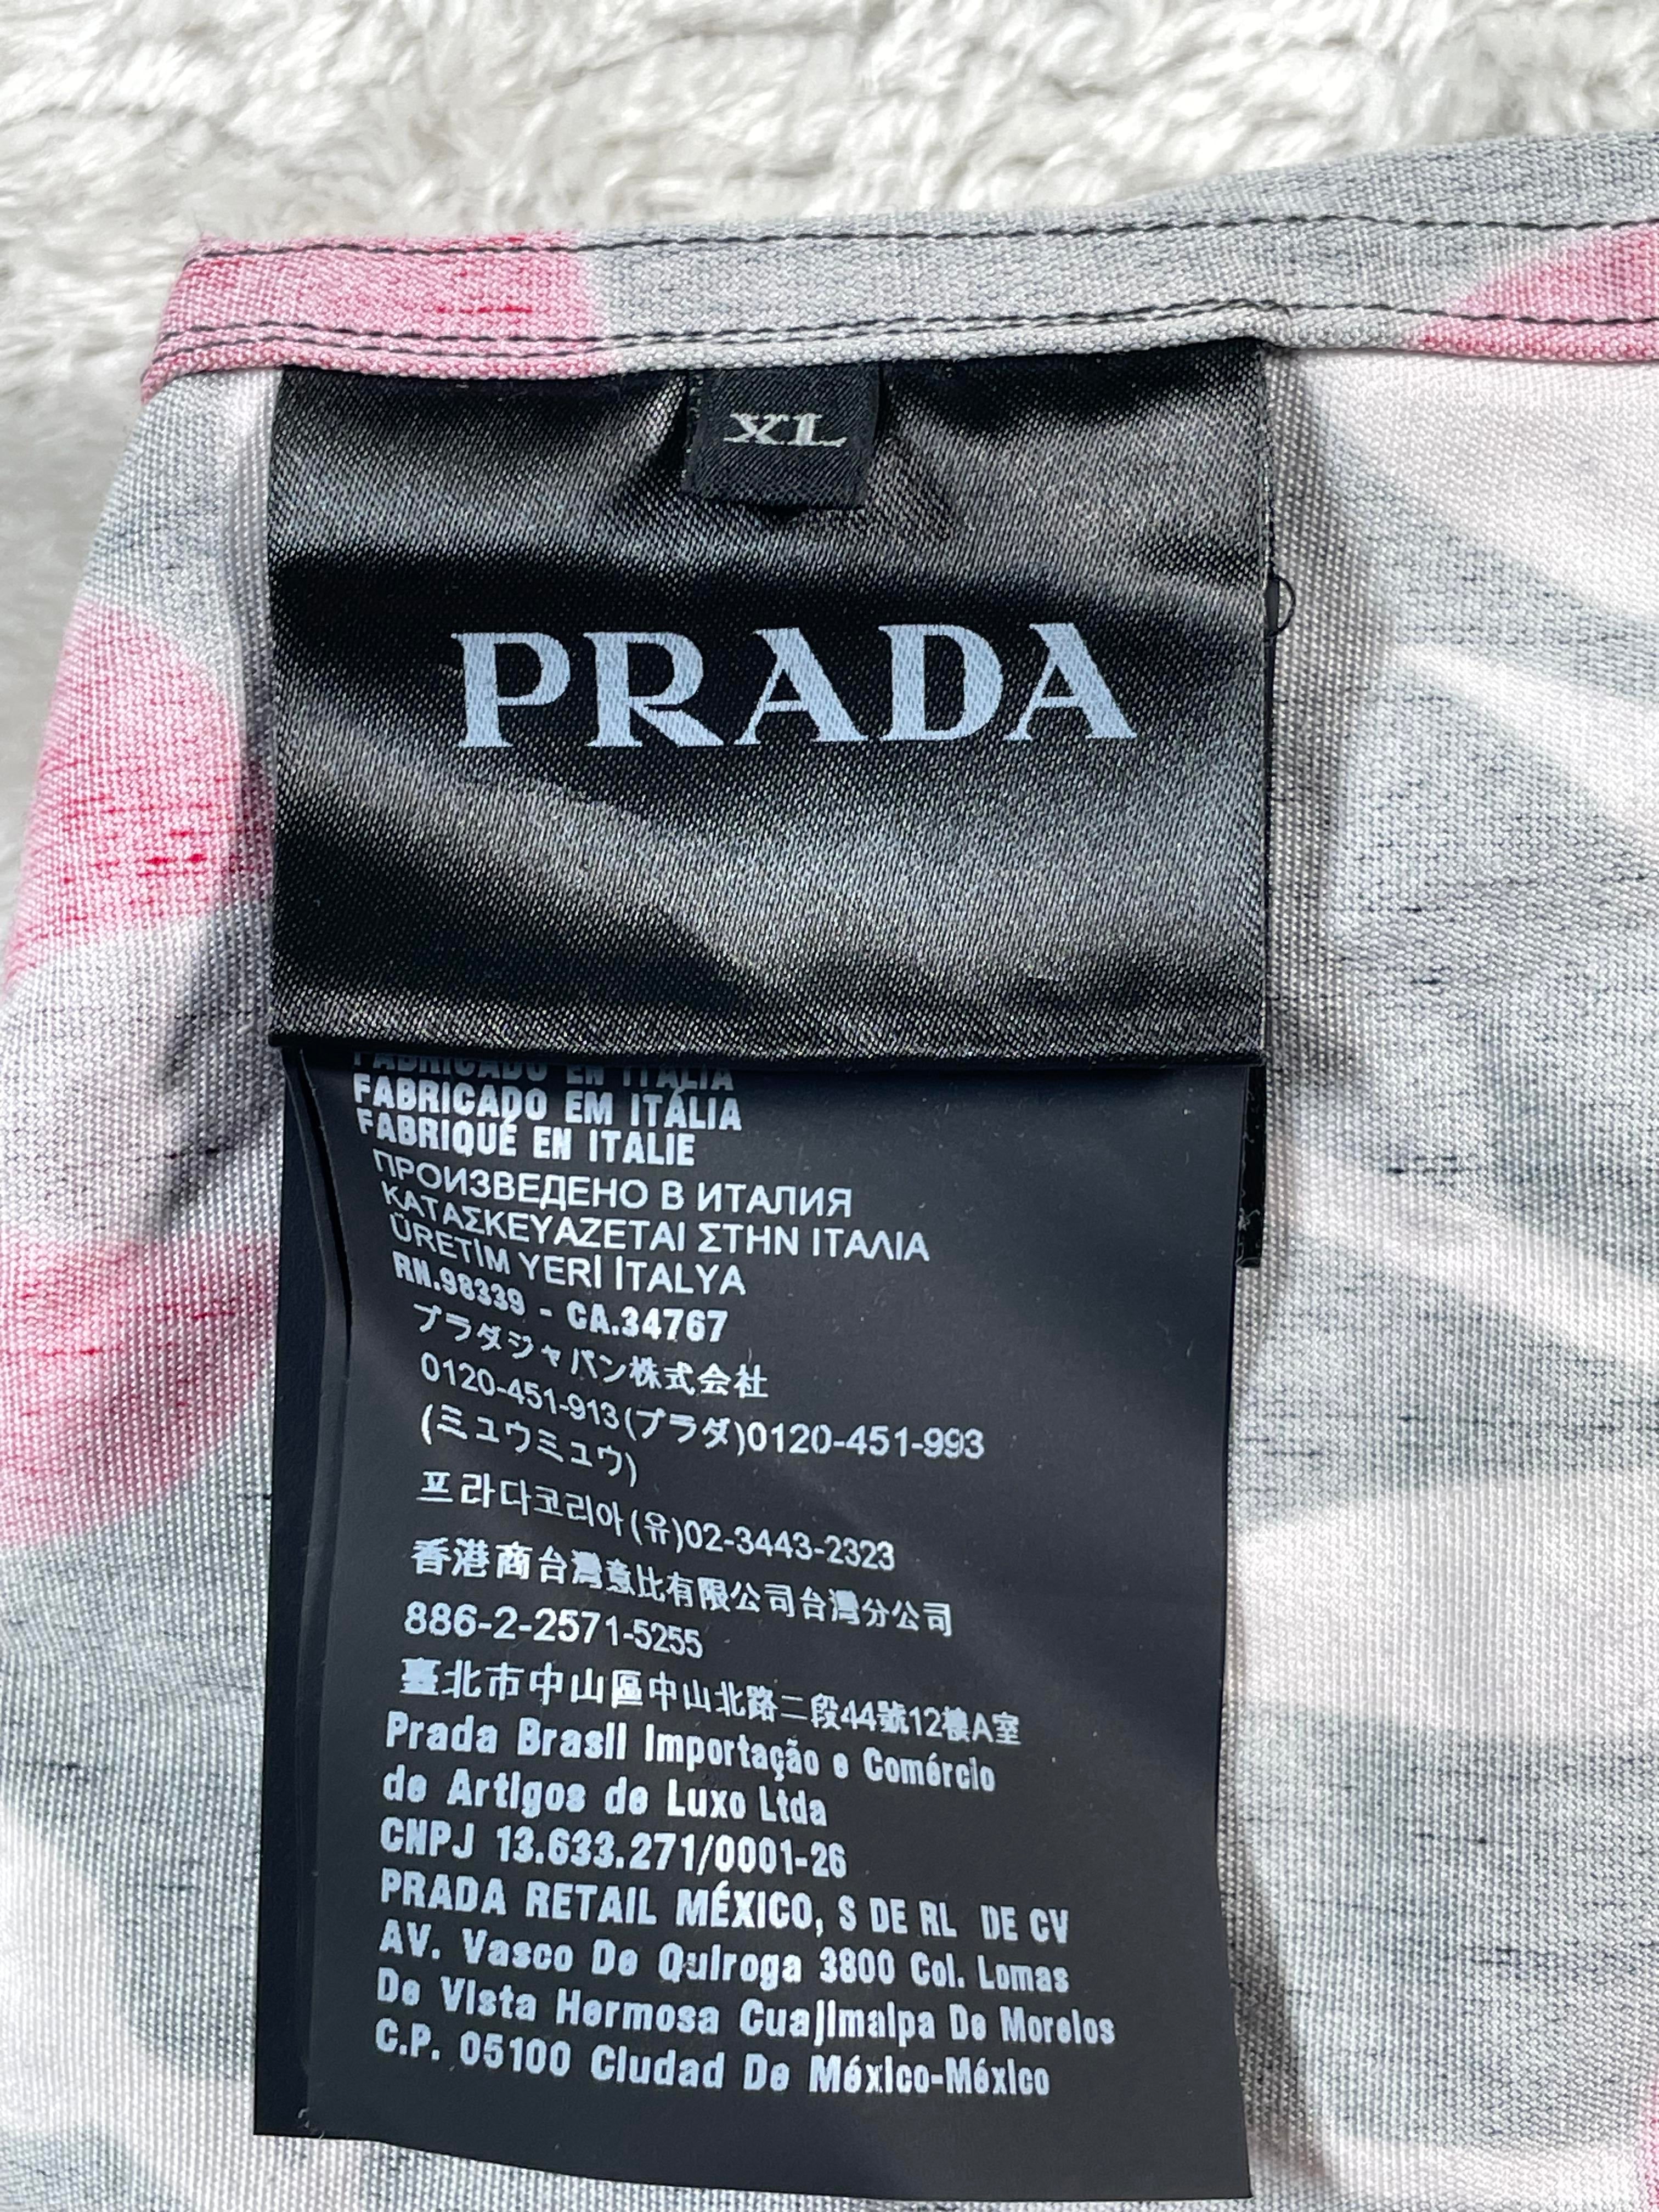 XL
PRADA
FABRICADO EN ITALIA
FABRICADO EM ITÁLIA
FABRIQUÉ EN ITALIE
ПРОИЗВЕДЕНО В ИТАЛИЯ
ΚΑΤΑΣΚΕΥΑΖΕΤΑΙ ΣΤΗΝ ΙΤΑΛΙΑ
ÜRETİM YERİ İTALYA
RN.98339 - CA.34767
プラダジャパン株式会社
0120-451-913(プラダ)0120-451-993
(ミュウミュウ)
프라다코리아(유)02-3443-2323
香港商台灣意比有限公司台灣分公司
886-2-2571-5255
臺北市中山區中山北路二段44號12樓A室
Prada Brasil Importação e Comércio
de Artigos de Luxo Ltda
CNPJ 13.633.271/0001-26
PRADA RETAIL MÉXICO, S DE RL DE CV
AV. Vasco De Quiroga 3800 Col. Lomas
De Vista Hermosa Cuajimalpa De Morelos
C.P. 05100 Ciudad De México-México